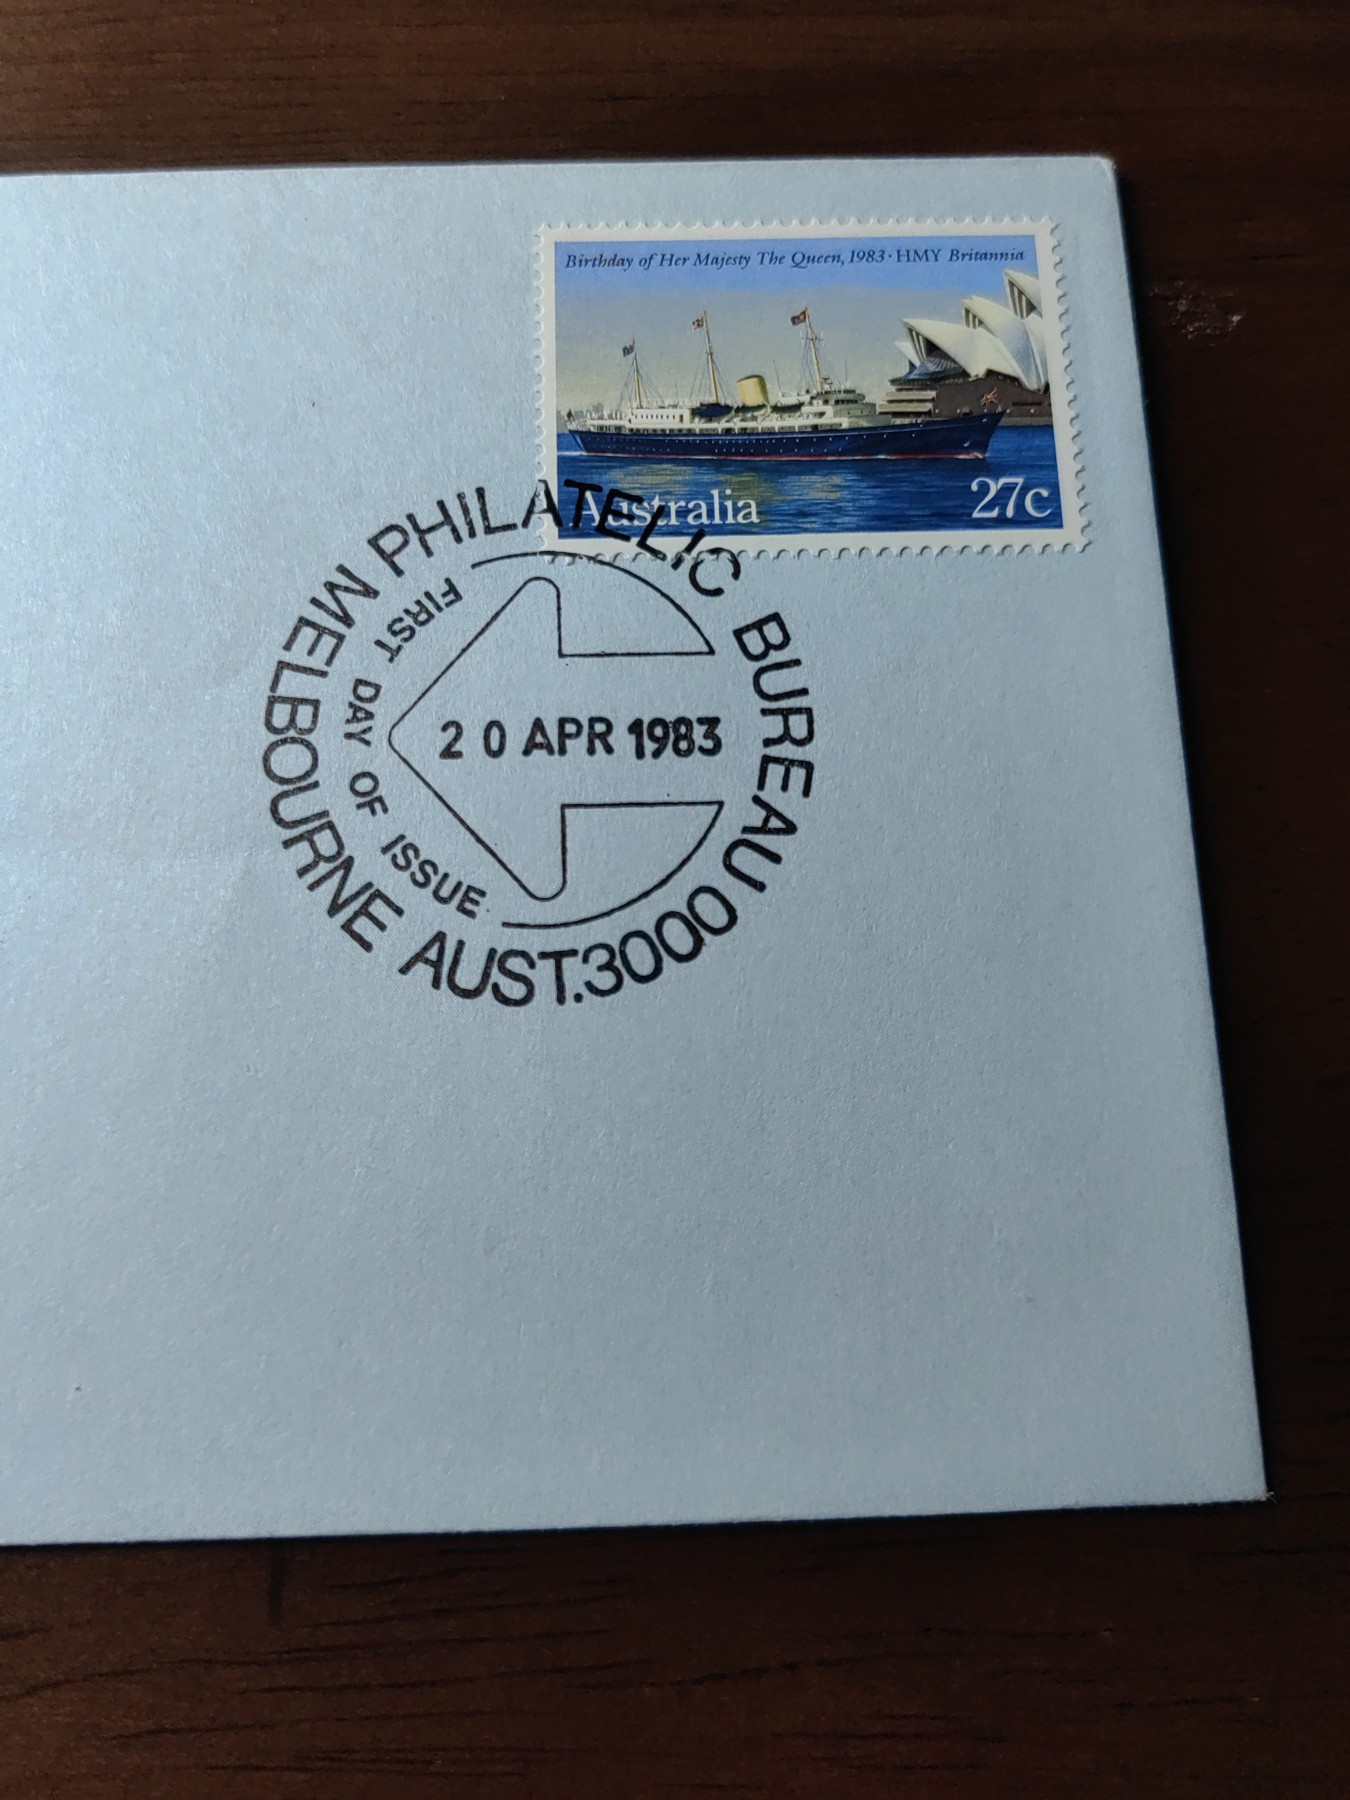 Birthday of Her Majesty The Queen, 1983 · HMY Britannia
Australia
27c
MELBOURNE PHILATELIC BUREAU
AUST.3000
FIRST DAY OF ISSUE
20 APR 1983